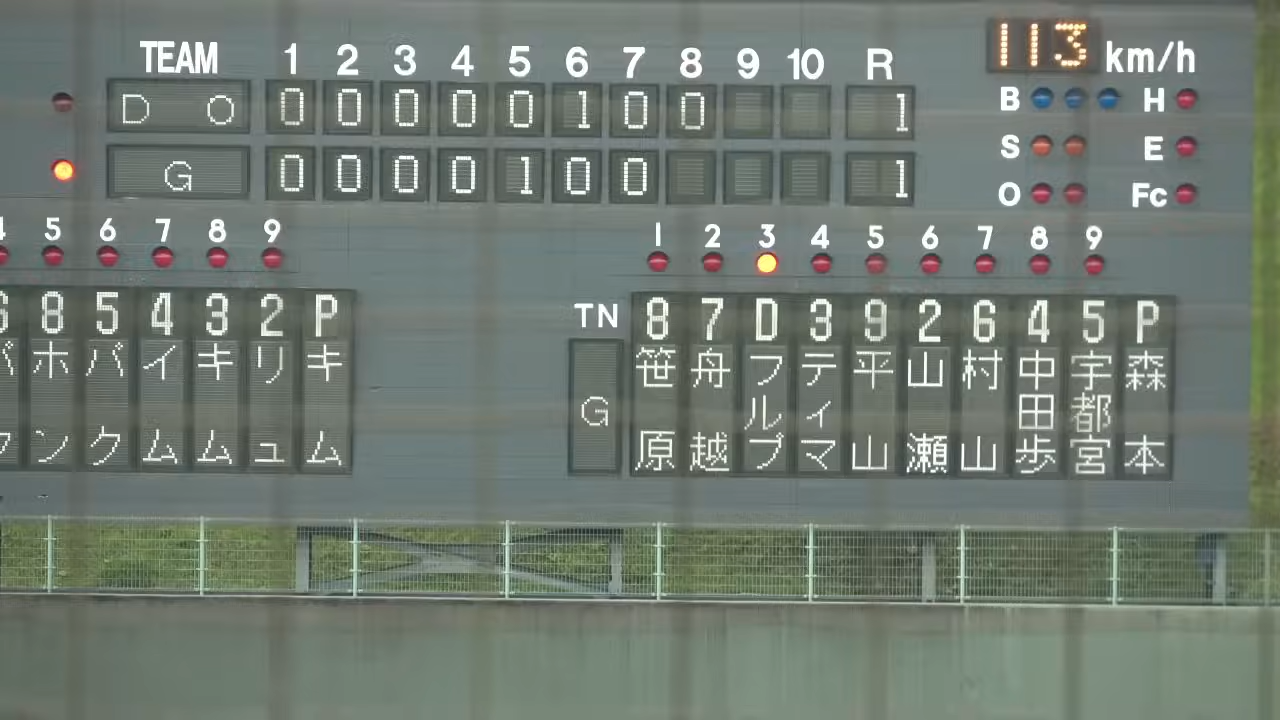 TEAM 1 2 3 4 5 6 7 8 9 10 R 113 km/h
D O 0 0 0 0 0 1 0 0 1 B H
G 0 0 0 0 1 0 0 1 S E
O Fc
4 5 6 7 8 9 1 2 3 4 5 6 7 8 9
8 5 4 3 2 P TN 8 7 D 3 9 2 6 4 5 P
ホン
パク
イム
キム
リュ
キム
G
笹原
舟越
フルプ
ティマ
平山
山瀬
村山
中田歩
宇都宮
森本